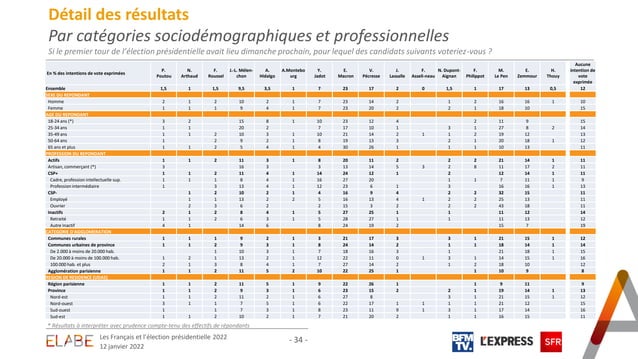 Détail des résultats
Par catégories sociodémographiques et professionnelles
Si le premier tour de l'élection présidentielle avait lieu dimanche prochain, pour lequel des candidats suivants voteriez-vous ?
En % des intentions de vote exprimées P. Poutou N. Arthaud F. Roussel J.-L. Mélen-chon A. Hidalgo A.Montebourg Y. Jadot E. Macron V. Pécresse J. Lassalle F. Asseli-neau N. Dupont-Aignan F. Philippot M. Le Pen E. Zemmour H. Thouy Aucune intention de vote exprimée
Ensemble 1,5 1 1,5 9,5 3,5 1 7 23 17 2 0 1,5 1 17 13 0,5 12
SEXE DU REPONDANT
Homme 2 1 2 10 2 1 7 23 14 2 1 2 16 16 1 10
Femme 1 1 1 9 4 1 7 23 20 2 2 1 18 10 15
AGE DU REPONDANT
18-24 ans (*) 3 2 15 8 1 10 23 12 4 2 11 9 15
25-34 ans 1 1 20 2 7 17 10 1 3 1 27 8 2 14
35-49 ans 1 1 2 10 3 1 10 21 14 2 1 1 2 19 12 13
50-64 ans 1 2 9 2 1 8 19 13 3 2 1 20 18 1 12
65 ans et plus 1 1 2 5 4 1 4 30 26 1 1 1 10 13 11
PROFESSION DU REPONDANT
Actifs 1 1 2 11 3 1 8 20 11 2 2 2 21 14 1 11
Artisan, commerçant (*) 3 16 3 3 13 14 5 3 2 8 11 17 2 11
CSP+ 1 1 2 11 4 1 14 24 12 1 2 12 14 1 11
Cadre, profession intellectuelle sup. 1 1 1 8 4 1 16 27 20 1 1 7 11 1 9
Profession intermédiaire 1 3 13 4 1 12 23 6 1 3 16 16 1 13
CSP- 1 2 10 2 1 4 16 9 4 2 2 32 15 11
Employé 1 1 13 2 2 5 16 13 4 1 2 2 25 13 11
Ouvrier 2 3 6 2 2 15 3 2 2 2 43 18 11
Inactifs 2 1 2 8 4 1 5 27 25 1 1 11 12 14
Retraité 1 1 2 6 3 1 5 28 27 1 1 11 13 12
Autre inactif 4 1 14 6 8 24 19 2 15 7 19
CATEGORIE D'AGGLOMERATION
Communes rurales 1 1 1 9 2 1 5 21 17 3 3 1 21 15 1 12
Communes urbaines de province 1 2 9 3 1 8 24 14 2 1 1 18 14 1 14
De 2.000 à moins de 20.000 hab. 1 1 10 3 1 7 18 16 3 1 21 18 1 15
De 20.000 à moins de 100.000 hab. 1 2 1 13 2 1 12 22 11 0 1 3 1 14 15 1 16
100.000 hab. et plus 2 1 3 8 4 1 7 27 14 2 1 2 18 10 12
Agglomération parisienne 1 1 2 11 5 2 10 22 25 1 1 10 9 8
REGION DE RESIDENCE (UDA5)
Région parisienne 1 1 2 11 5 1 9 22 26 1 1 9 11 9
Province 1 1 2 9 3 1 6 23 15 2 2 1 19 14 1 13
Nord-est 1 1 2 11 2 1 6 27 8 3 1 21 15 1 12
Nord-ouest 1 1 1 7 5 1 6 22 17 1 1 1 1 21 12 15
Sud-ouest 1 1 1 7 3 1 8 23 11 9 1 3 1 17 14 16
Sud-est 1 1 2 10 2 1 7 21 20 2 1 1 16 15 11
* Résultats à interpréter avec prudence compte-tenu des effectifs de répondants
ELABE
Les Français et l'élection présidentielle 2022
12 janvier 2022
- 34 -
BFM TV. L'EXPRESS SFR